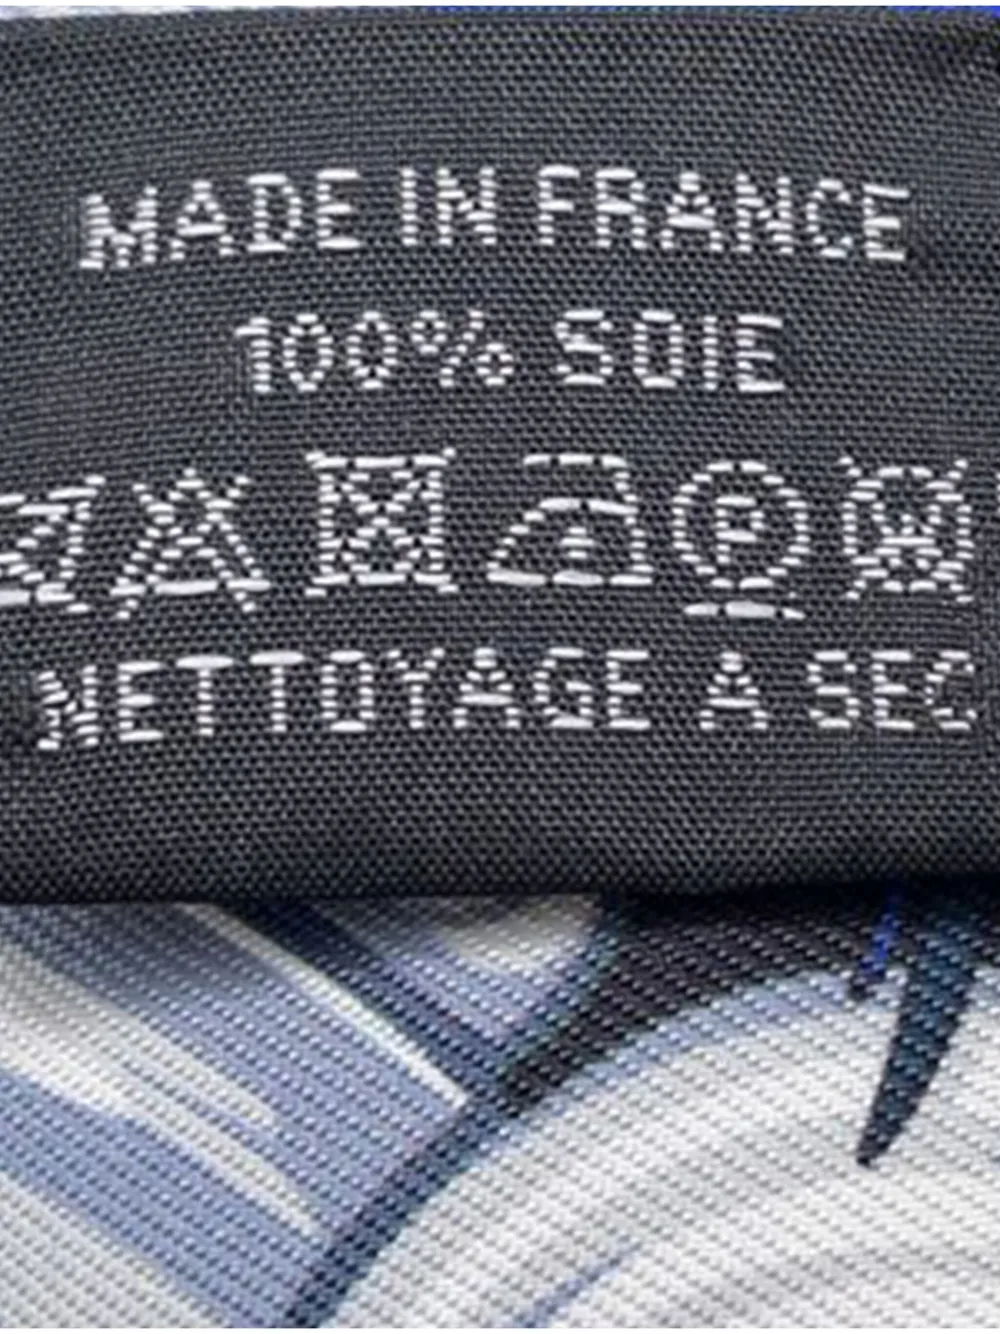 MADE IN FRANCE
100% SOIE
P
W
NETTOYAGE A SEC